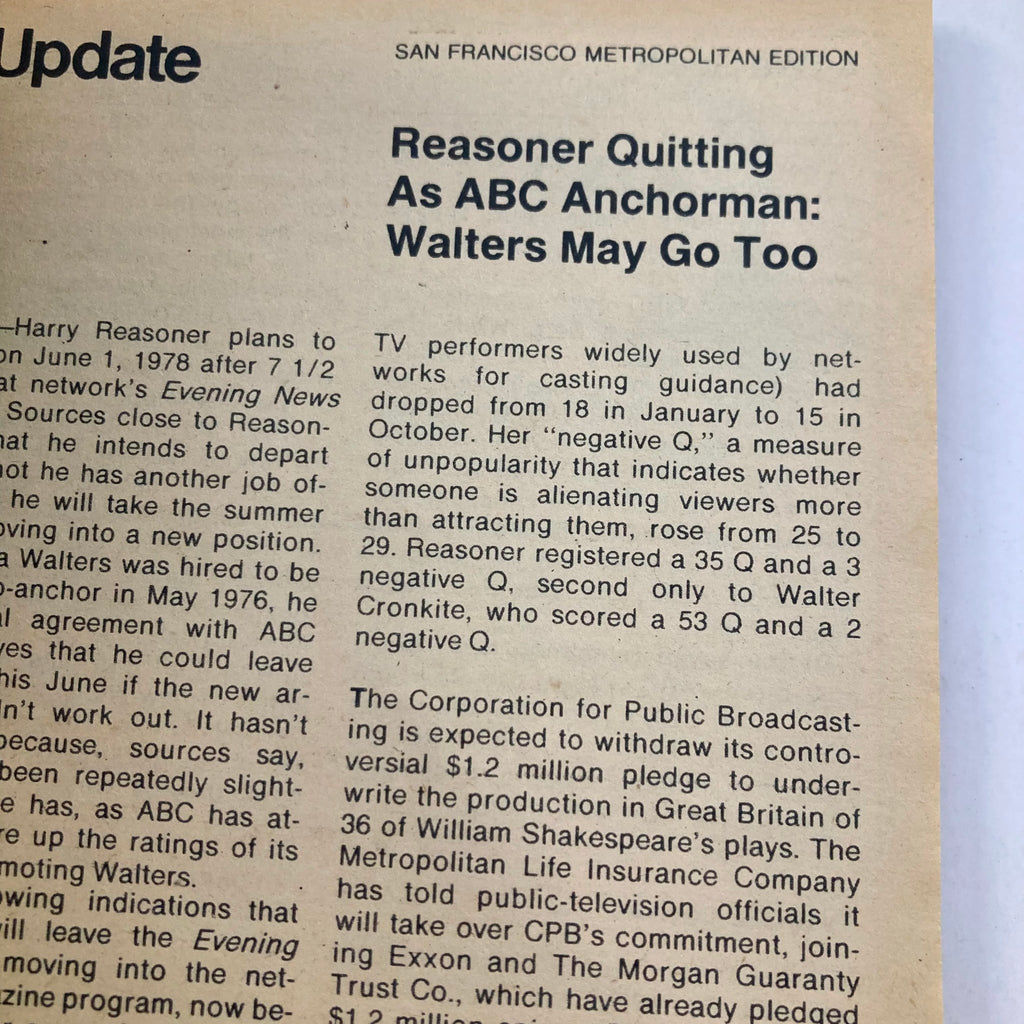 Update
SAN FRANCISCO METROPOLITAN EDITION
Reasoner Quitting
As ABC Anchorman:
Walters May Go Too
—Harry Reasoner plans to
on June 1, 1978 after 7 1/2
network's Evening News
Sources close to Reason-
he intends to depart
he has another job of-
he will take the summer
into a new position.
Walters was hired to be
-anchor in May 1976, he
agreement with ABC
that he could leave
June if the new ar-
work out. It hasn't
because, sources say,
been repeatedly slight-
has, as ABC has at-
up the ratings of its
Walters.
indications that
leave the Evening
moving into the net-
program, now be-
TV performers widely used by net-
works for casting guidance) had
dropped from 18 in January to 15 in
October. Her "negative Q," a measure
of unpopularity that indicates whether
someone is alienating viewers more
than attracting them, rose from 25 to
29. Reasoner registered a 35 Q and a 3
negative Q, second only to Walter
Cronkite, who scored a 53 Q and a 2
negative Q.
The Corporation for Public Broadcast-
ing is expected to withdraw its contro-
versial $1.2 million pledge to under-
write the production in Great Britain of
36 of William Shakespeare's plays. The
Metropolitan Life Insurance Company
has told public-television officials it
will take over CPB's commitment, join-
ing Exxon and The Morgan Guaranty
Trust Co., which have already pledged
$1.2 million